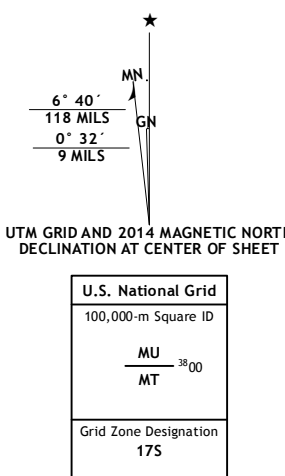 ★
MN
6° 40´
118 MILS
GN
0° 32´
9 MILS
UTM GRID AND 2014 MAGNETIC NORTH
DECLINATION AT CENTER OF SHEET
U.S. National Grid
100,000-m Square ID
MU
3800
MT
Grid Zone Designation
17S